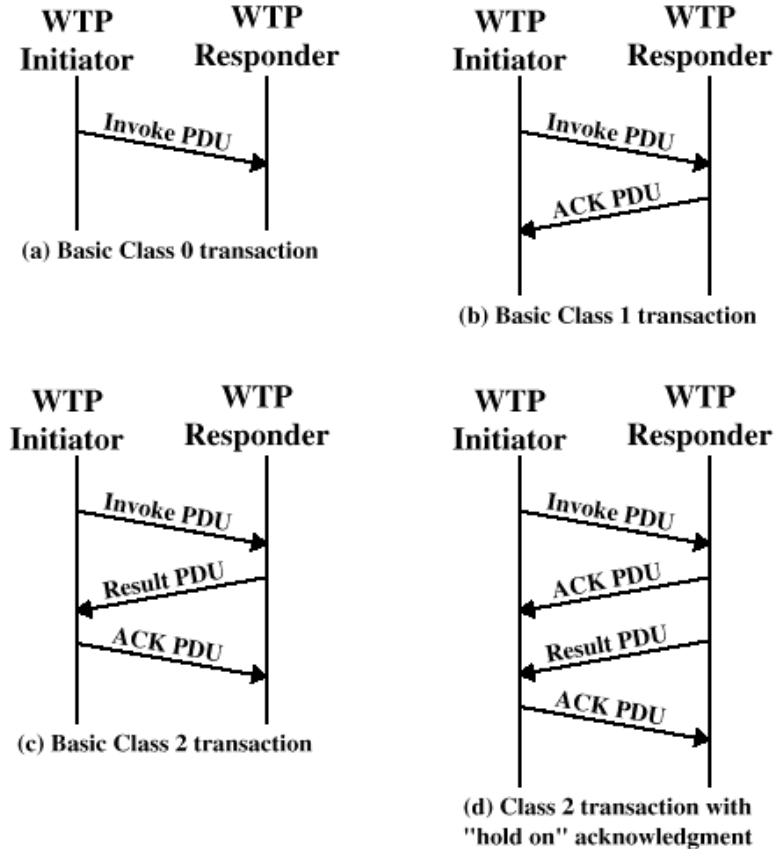 WTP
Initiator
WTP
Responder
Invoke PDU
(a) Basic Class 0 transaction
WTP
Initiator
WTP
Responder
Invoke PDU
ACK PDU
(b) Basic Class 1 transaction
WTP
Initiator
WTP
Responder
Invoke PDU
Result PDU
ACK PDU
(c) Basic Class 2 transaction
WTP
Initiator
WTP
Responder
Invoke PDU
ACK PDU
Result PDU
ACK PDU
(d) Class 2 transaction with
"hold on" acknowledgment